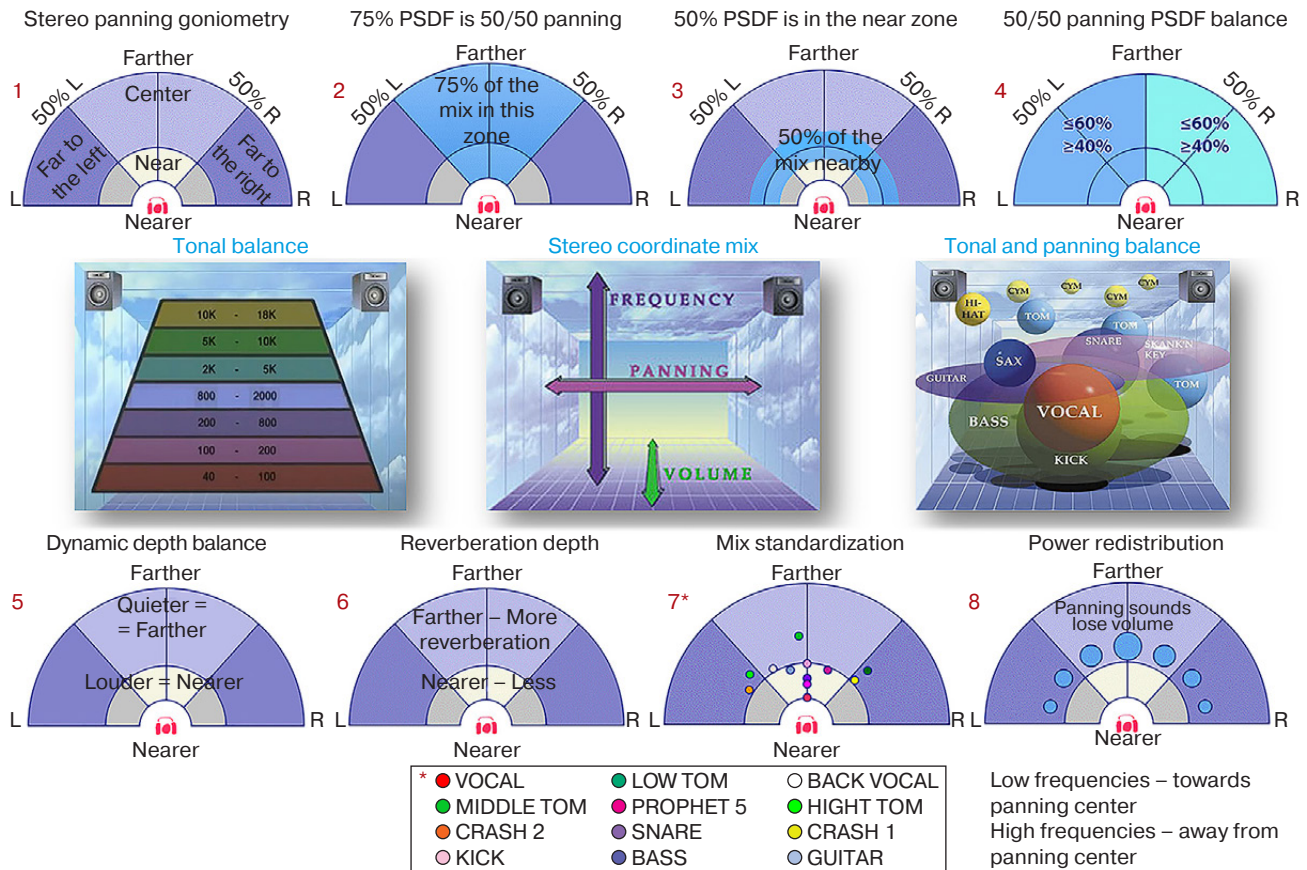 Stereo panning goniometry
75% PSDF is 50/50 panning
50% PSDF is in the near zone
50/50 panning PSDF balance
1
Farther
50% L
50% R
Center
Far to
the left
Near
Far to
the right
L
R
Nearer
2
Farther
50% L
50% R
75% of the
mix in this
zone
L
R
Nearer
3
Farther
50% L
50% R
50% of the
mix nearby
L
R
Nearer
4
Farther
50% L
50% R
≤60%
≥40%
≤60%
≥40%
L
R
Nearer
Tonal balance
10K - 18K
5K - 10K
2K - 5K
800 - 2000
200 - 800
100 - 200
40 - 100
Stereo coordinate mix
FREQUENCY
PANNING
VOLUME
Tonal and panning balance
CYM
CYM
CYM
CYM
HI-
HAT
TOM
TOM
SNARE
SKANK'N
KEY
SAX
GUITAR
TOM
VOCAL
BASS
KICK
Dynamic depth balance
Reverberation depth
Mix standardization
Power redistribution
5
Farther
Quieter =
= Farther
Louder = Nearer
L
R
Nearer
6
Farther
Farther – More
reverberation
Nearer – Less
L
R
Nearer
7*
Farther
L
R
Nearer
8
Farther
Panning sounds
lose volume
L
R
Nearer
* VOCAL
LOW TOM
BACK VOCAL
MIDDLE TOM
PROPHET 5
HIGHT TOM
CRASH 2
SNARE
CRASH 1
KICK
BASS
GUITAR
Low frequencies – towards
panning center
High frequencies – away from
panning center